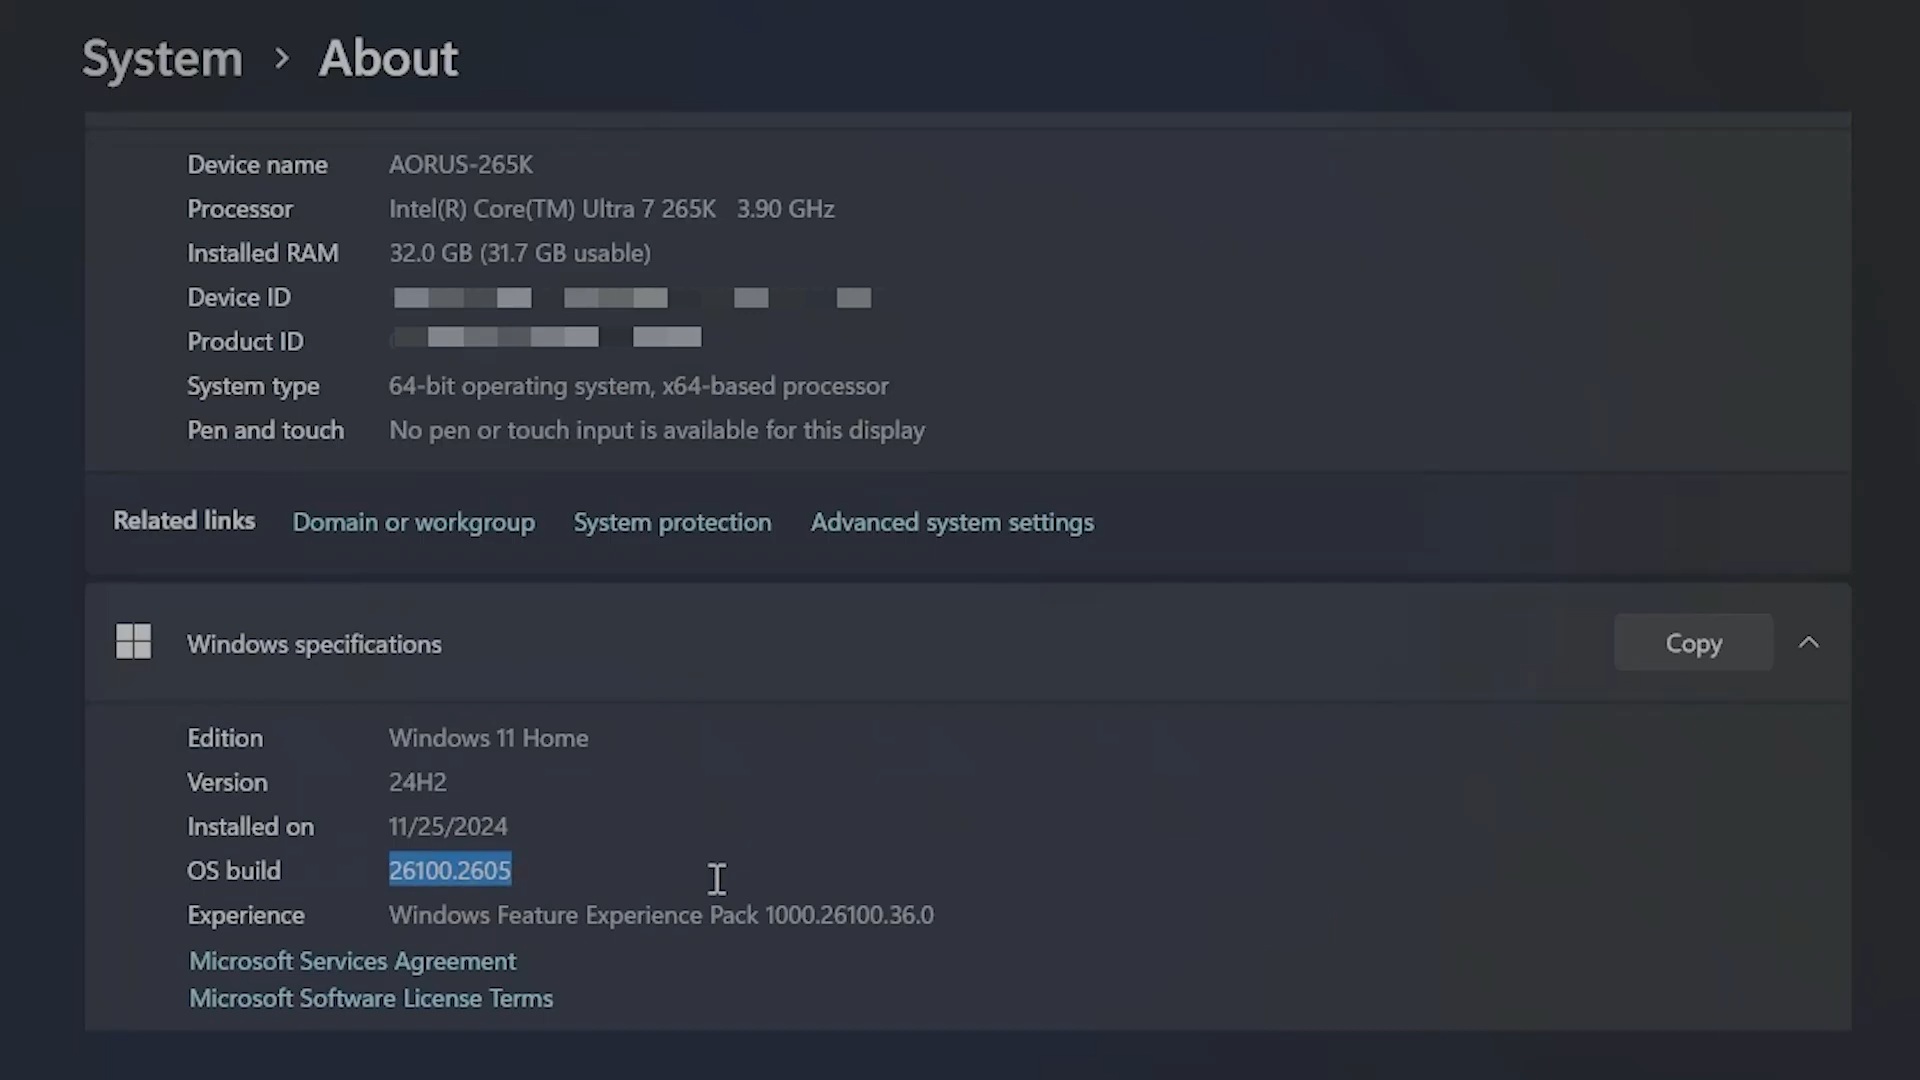 System > About
Device name AORUS-265K
Processor Intel(R) Core(TM) Ultra 7 265K 3.90 GHz
Installed RAM 32.0 GB (31.7 GB usable)
Device ID
Product ID
System type 64-bit operating system, x64-based processor
Pen and touch No pen or touch input is available for this display
Related links Domain or workgroup System protection Advanced system settings
Windows specifications Copy
Edition Windows 11 Home
Version 24H2
Installed on 11/25/2024
OS build 26100.2605
Experience Windows Feature Experience Pack 1000.26100.36.0
Microsoft Services Agreement
Microsoft Software License Terms